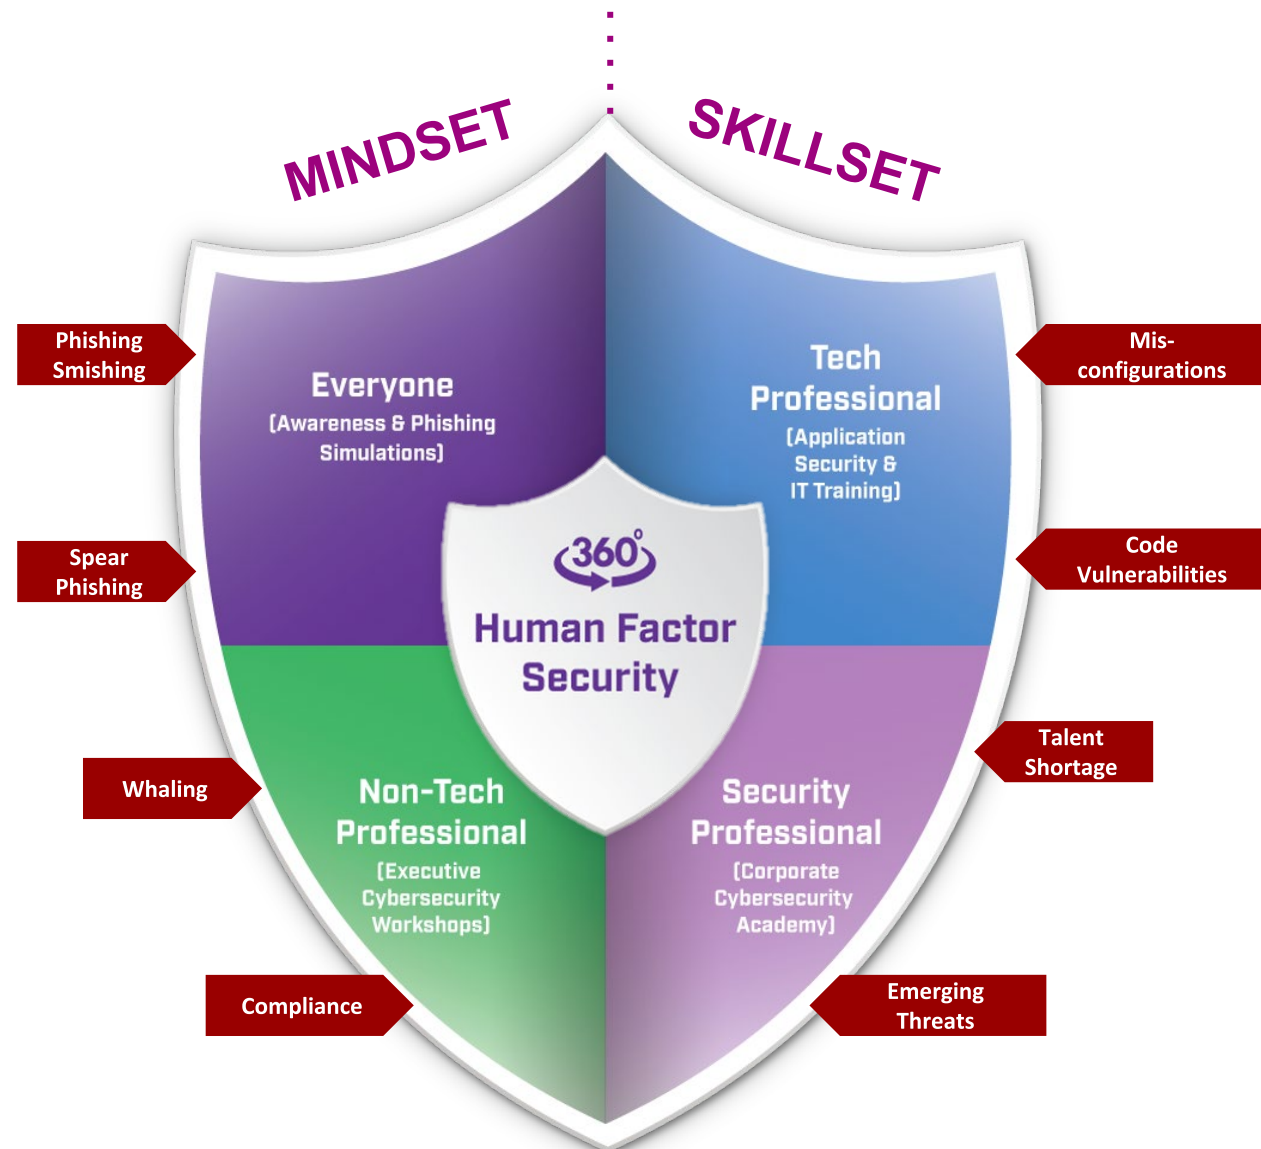 MINDSET
SKILLSET
Phishing
Smishing
Spear
Phishing
Whaling
Compliance
Everyone
(Awareness & Phishing
Simulations)
Tech
Professional
(Application
Security &
IT Training)
360°
Human Factor
Security
Non-Tech
Professional
(Executive
Cybersecurity
Workshops)
Security
Professional
(Corporate
Cybersecurity
Academy)
Mis-
configurations
Code
Vulnerabilities
Talent
Shortage
Emerging
Threats